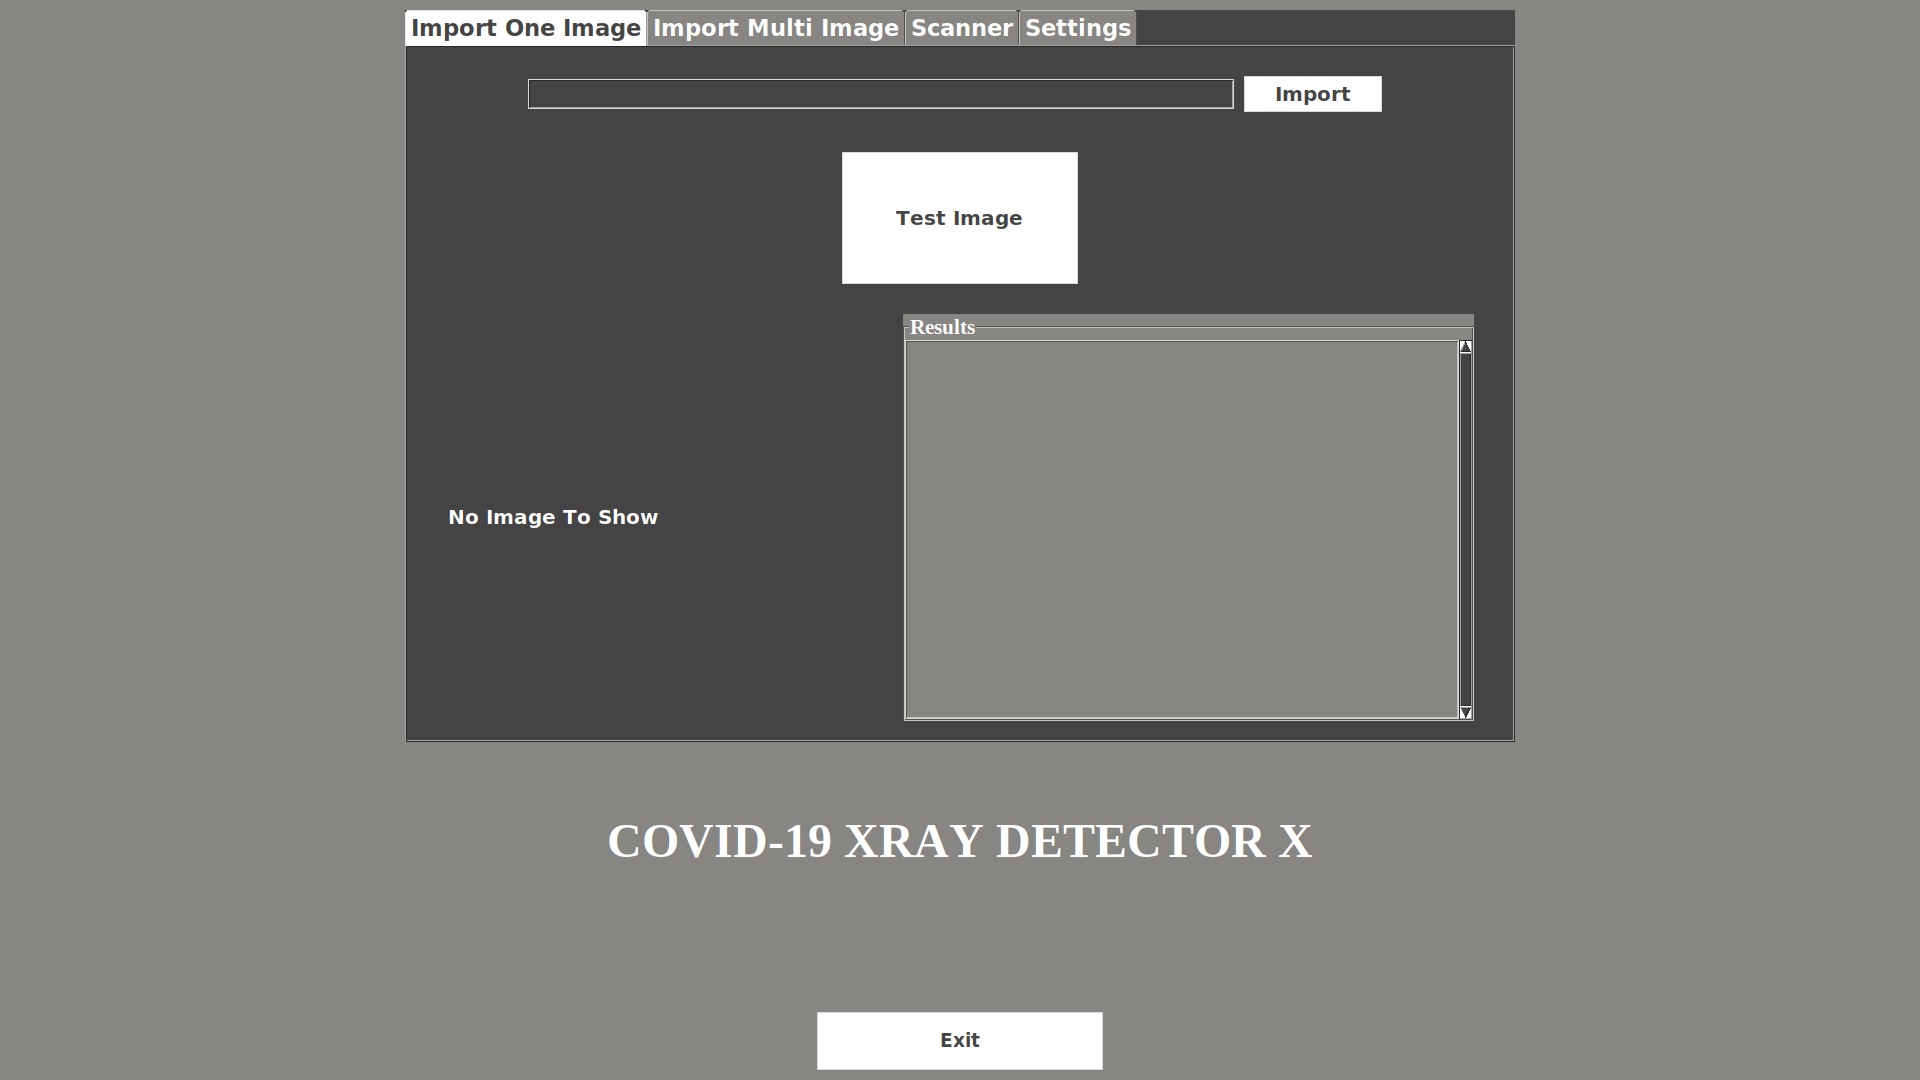 Import One Image
Import Multi Image
Scanner
Settings
Import
Test Image
Results
No Image To Show
COVID-19 XRAY DETECTOR X
Exit